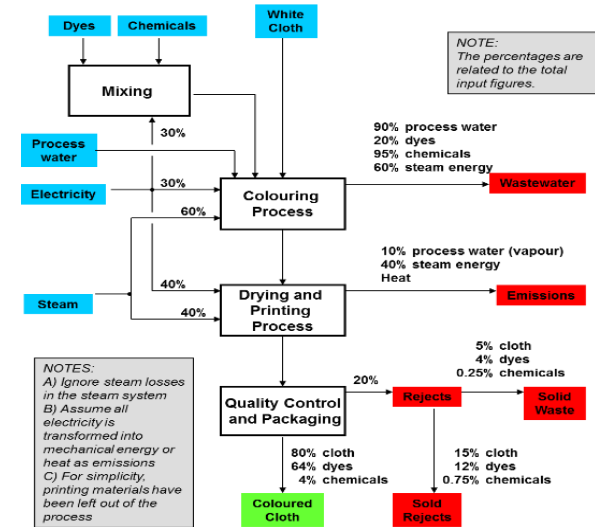 Dyes
Chemicals
White
Cloth
NOTE:
The percentages are
related to the total
input figures.
Mixing
30%
Process
water
90% process water
20% dyes
95% chemicals
60% steam energy
Wastewater
Electricity
30%
60%
Colouring
Process
10% process water (vapour)
40% steam energy
Heat
Emissions
Steam
40%
40%
Drying and
Printing
Process
NOTES:
A) Ignore steam losses
in the steam system
B) Assume all
electricity is
transformed into
mechanical energy or
heat as emissions
C) For simplicity,
printing materials have
been left out of the
process
Quality Control
and Packaging
20%
Rejects
5% cloth
4% dyes
0.25% chemicals
Solid
Waste
80% cloth
64% dyes
4% chemicals
15% cloth
12% dyes
0.75% chemicals
Coloured
Cloth
Sold
Rejects